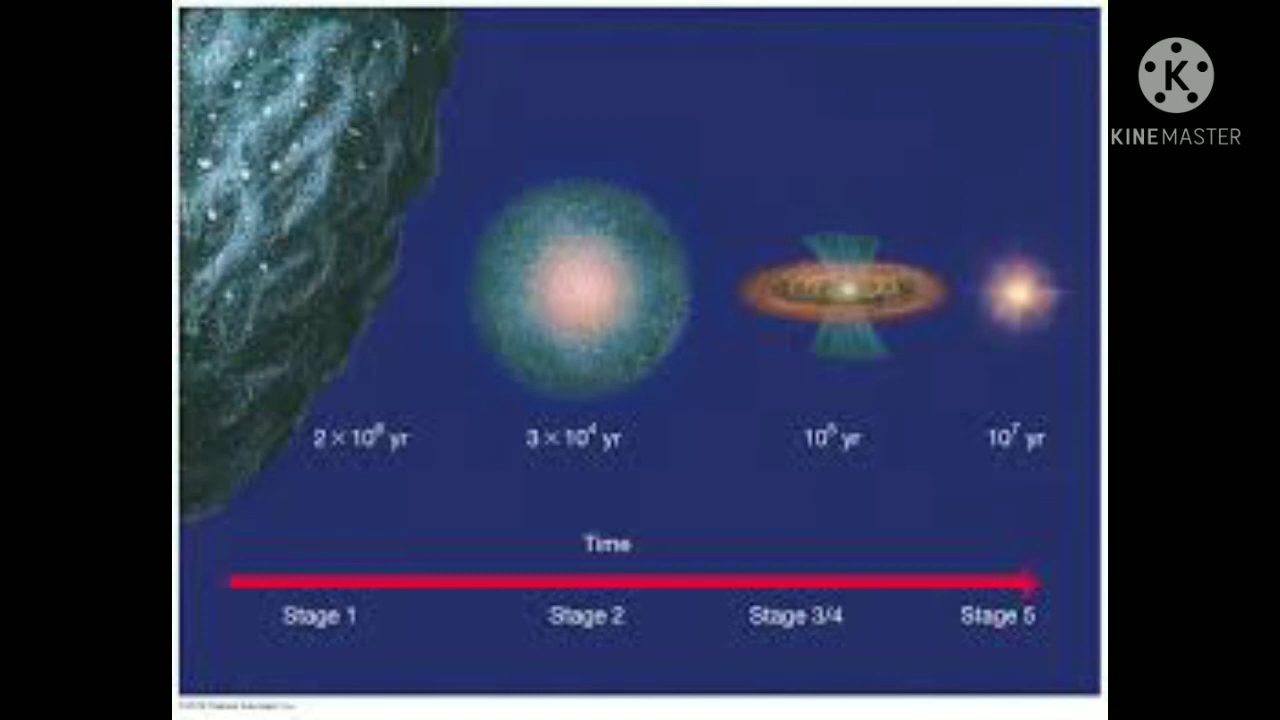 K
KINEMASTER
2 × 10⁶ yr
3 × 10⁴ yr
10⁵ yr
10⁷ yr
Time
Stage 1
Stage 2
Stage 3/4
Stage 5